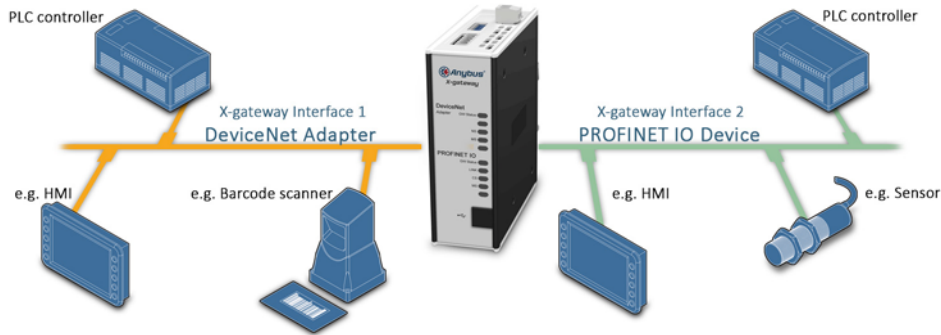 PLC controller
PLC controller
X-gateway Interface 1
DeviceNet Adapter
X-gateway Interface 2
PROFINET IO Device
Anybus®
X-gateway
DeviceNet
Adapter
PROFINET IO
e.g. HMI
e.g. Barcode scanner
e.g. HMI
e.g. Sensor